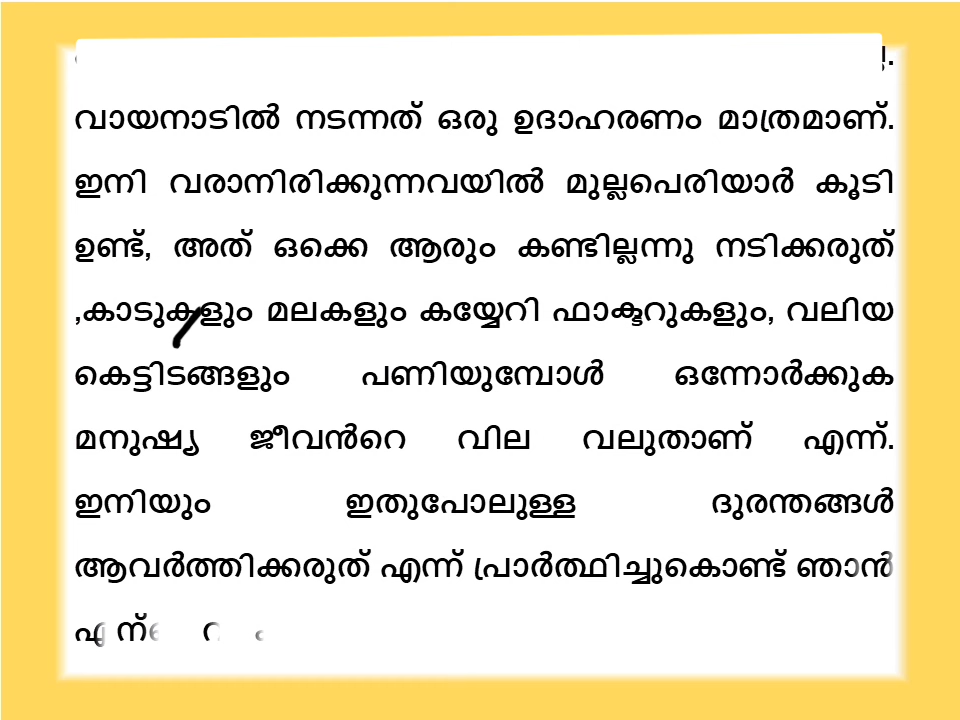 വായനാടിൽ നടന്നത് ഒരു ഉദാഹരണം മാത്രമാണ്.
ഇനി വരാനിരിക്കുന്നവയിൽ മുല്ലപെരിയാർ കൂടി
ഉണ്ട്, അത് ഒക്കെ ആരും കണ്ടില്ലന്നു നടിക്കരുത്
,കാടുകളും മലകളും കയ്യേറി ഫാക്ടറുകളും, വലിയ
കെട്ടിടങ്ങളും പണിയുമ്പോൾ ഒന്നോർക്കുക
മനുഷ്യ ജീവൻറെ വില വലുതാണ് എന്ന്.
ഇനിയും ഇതുപോലുള്ള ദുരന്തങ്ങൾ
ആവർത്തിക്കരുത് എന്ന് പ്രാർത്ഥിച്ചുകൊണ്ട് ഞാൻ